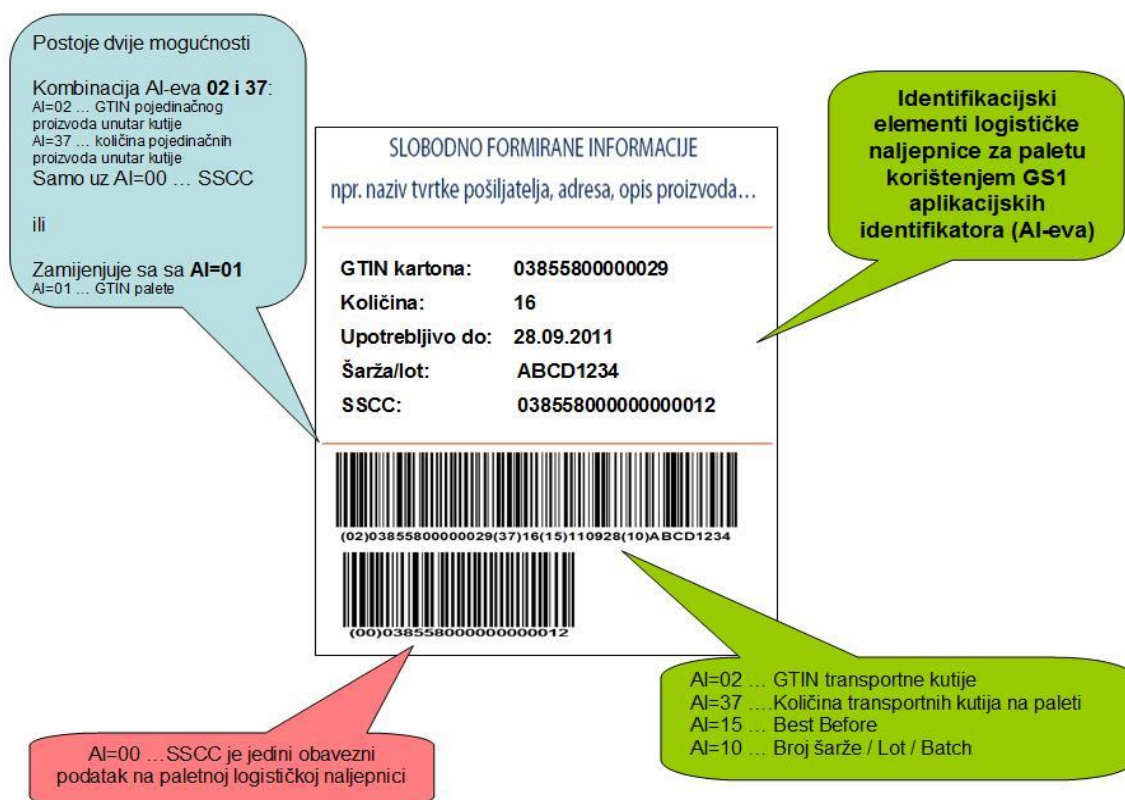 Postoje dvije mogućnosti
Kombinacija AI-eva 02 i 37:
AI=02 ... GTIN pojedinačnog
proizvoda unutar kutije
AI=37 ... količina pojedinačnih
proizvoda unutar kutije
Samo uz AI=00 ... SSCC
ili
Zamijenjuje sa sa AI=01
AI=01 ... GTIN palete
Identifikacijski
elementi logističke
naljepnice za paletu
korištenjem GS1
aplikacijskih
identifikatora (AI-eva)
SLOBODNO FORMIRANE INFORMACIJE
npr. naziv tvrtke pošiljatelja, adresa, opis proizvoda...
GTIN kartona: 03855800000029
Količina: 16
Upotrebljivo do: 28.09.2011
Šarža/lot: ABCD1234
SSCC: 038558000000000012
(02)03855800000029(37)16(15)110928(10)ABCD1234
(00)038558000000000012
AI=02 ... GTIN transportne kutije
AI=37 ....Količina transportnih kutija na paleti
AI=15 ... Best Before
AI=10 ... Broj šarže / Lot / Batch
AI=00 ...SSCC je jedini obavezni
podatak na paletnoj logističkoj naljepnici